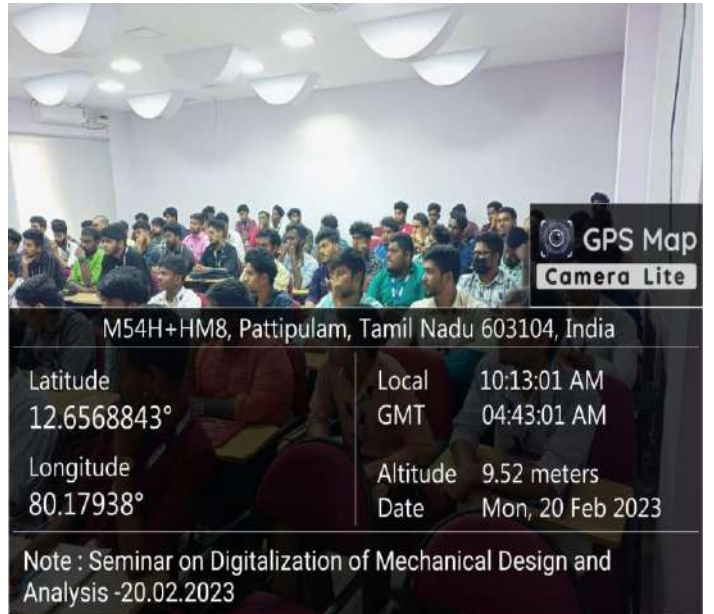 GPS Map
Camera Lite
M54H+HM8, Pattipulam, Tamil Nadu 603104, India
Latitude
12.6568843°
Longitude
80.17938°
Local 10:13:01 AM
GMT 04:43:01 AM
Altitude 9.52 meters
Date Mon, 20 Feb 2023
Note : Seminar on Digitalization of Mechanical Design and
Analysis -20.02.2023